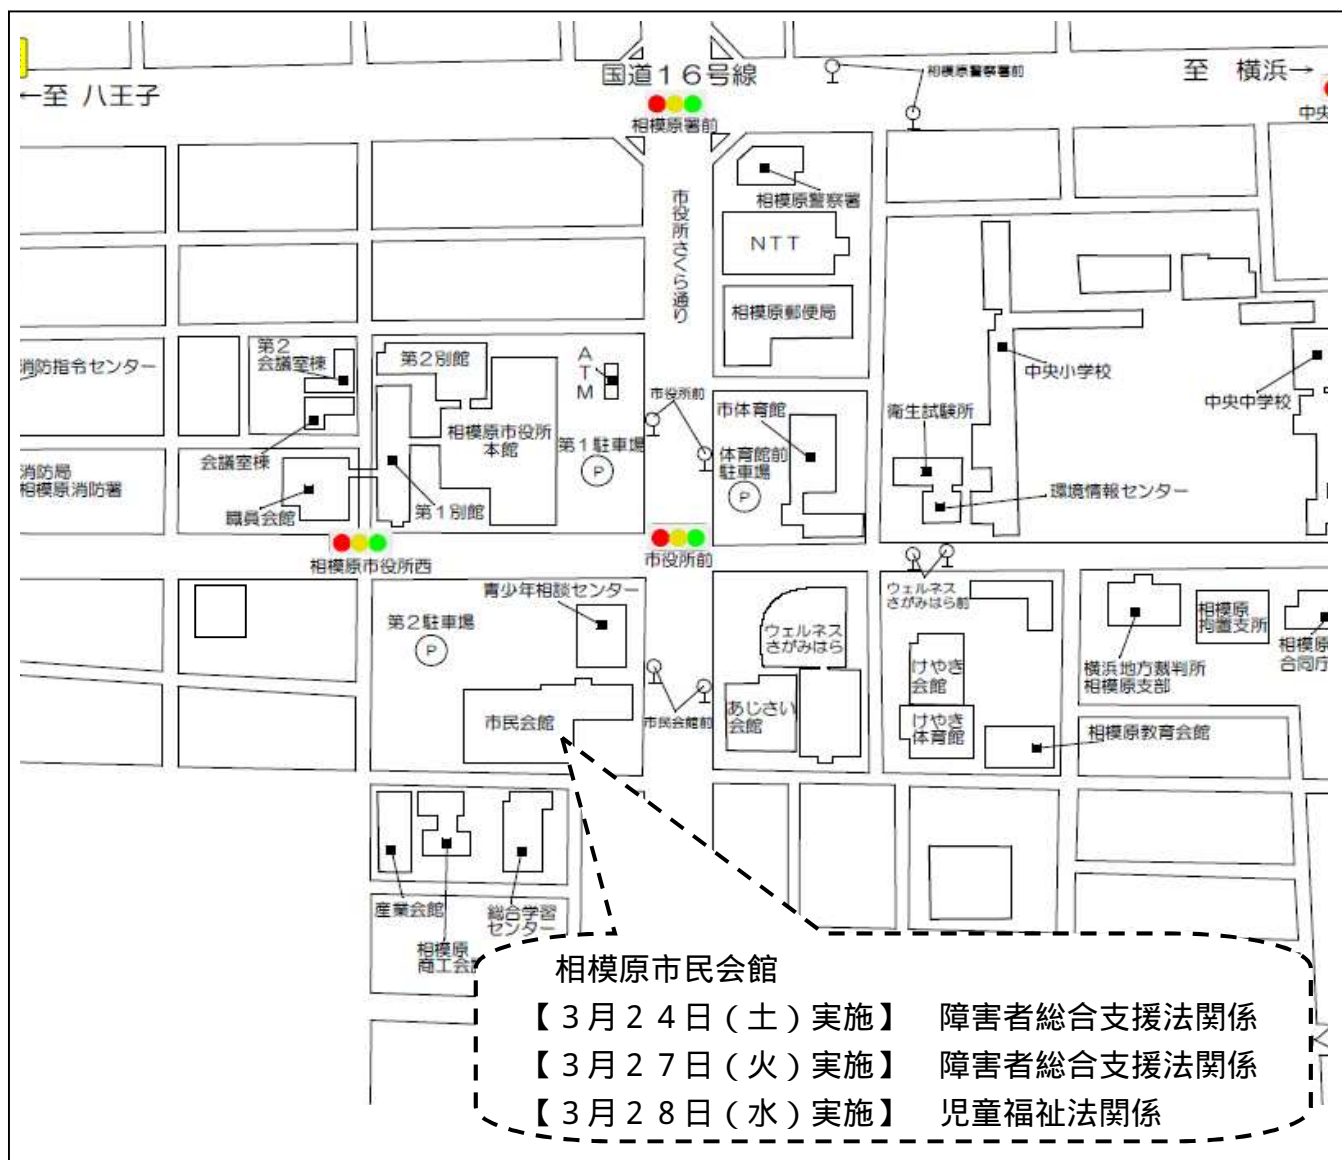 国道１６号線
相模原警察署前
至　横浜→
←至 八王子
中央
相模原署前
市役所さくら通り
相模原警察署
NTT
相模原郵便局
消防指令センター
第2
会議室棟
第2別館
ATM
中央小学校
中央中学校
市役所前
相模原市役所
本館
第1駐車場
P
市体育館
体育館前
駐車場
P
衛生試験所
環境情報センター
会議室棟
消防局
相模原消防署
職員会館
第1別館
相模原市役所西
市役所前
青少年相談センター
第2駐車場
P
ウェルネス
さがみはら前
ウェルネス
さがみはら
けやき
会館
横浜地方裁判所
相模原支部
相模原
拘置支所
相模原
合同庁
市民会館
市民会館前
あじさい
会館
けやき
体育館
相模原教育会館
産業会館
相模原
商工会
総合学習
センター
相模原市民会館
【３月２４日（土）実施】　障害者総合支援法関係
【３月２７日（火）実施】　障害者総合支援法関係
【３月２８日（水）実施】　児童福祉法関係